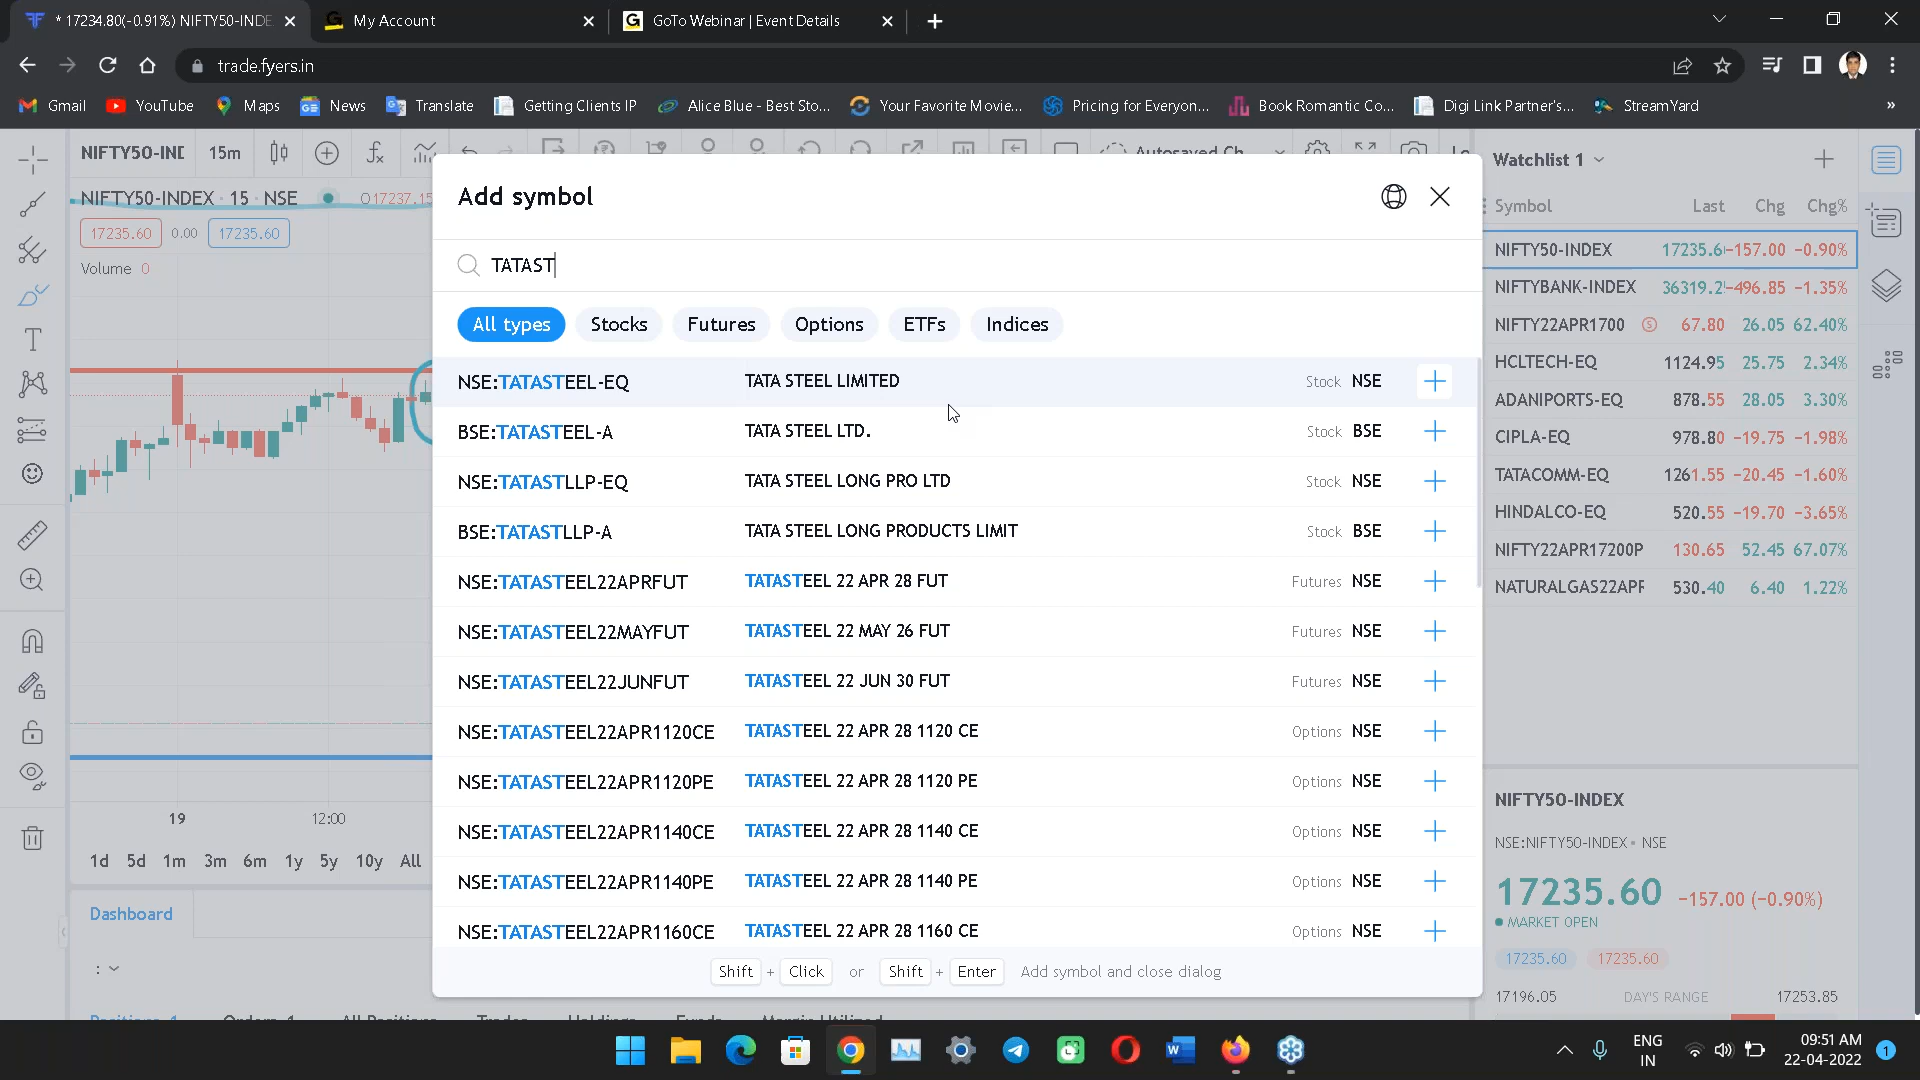 * 17234.80(-0.91%) NIFTY50-INDE
My Account
GoTo Webinar | Event Details
trade.fyers.in
Gmail
YouTube
Maps
News
Translate
Getting Clients IP
Alice Blue - Best Sto...
Your Favorite Movie...
Pricing for Everyon...
Book Romantic Co...
Digi Link Partner's...
StreamYard
»
NIFTY50-INE
15m
Autosaved Ch
NIFTY50-INDEX · 15 · NSE
O17237.15
17235.60
0.00
17235.60
Volume 0
19
12:00
1d 5d 1m 3m 6m 1y 5y 10y All
Dashboard
:
Add symbol
TATAST
All types
Stocks
Futures
Options
ETFs
Indices
NSE:TATASTEEL-EQ TATA STEEL LIMITED Stock NSE
BSE:TATASTEEL-A TATA STEEL LTD. Stock BSE
NSE:TATASTLLP-EQ TATA STEEL LONG PRO LTD Stock NSE
BSE:TATASTLLP-A TATA STEEL LONG PRODUCTS LIMIT Stock BSE
NSE:TATASTEEL22APRFUT TATASTEEL 22 APR 28 FUT Futures NSE
NSE:TATASTEEL22MAYFUT TATASTEEL 22 MAY 26 FUT Futures NSE
NSE:TATASTEEL22JUNFUT TATASTEEL 22 JUN 30 FUT Futures NSE
NSE:TATASTEEL22APR1120CE TATASTEEL 22 APR 28 1120 CE Options NSE
NSE:TATASTEEL22APR1120PE TATASTEEL 22 APR 28 1120 PE Options NSE
NSE:TATASTEEL22APR1140CE TATASTEEL 22 APR 28 1140 CE Options NSE
NSE:TATASTEEL22APR1140PE TATASTEEL 22 APR 28 1140 PE Options NSE
NSE:TATASTEEL22APR1160CE TATASTEEL 22 APR 28 1160 CE Options NSE
Shift + Click or Shift + Enter Add symbol and close dialog
Watchlist 1
Symbol Last Chg Chg%
NIFTY50-INDEX 17235.6 -157.00 -0.90%
NIFTYBANK-INDEX 36319.2 -496.85 -1.35%
NIFTY22APR1700 67.80 26.05 62.40%
HCLTECH-EQ 1124.95 25.75 2.34%
ADANIPORTS-EQ 878.55 28.05 3.30%
CIPLA-EQ 978.80 -19.75 -1.98%
TATACOMM-EQ 1261.55 -20.45 -1.60%
HINDALCO-EQ 520.55 -19.70 -3.65%
NIFTY22APR17200P 130.65 52.45 67.07%
NATURALGAS22APF 530.40 6.40 1.22%
NIFTY50-INDEX
NSE:NIFTY50-INDEX • NSE
17235.60 -157.00 (-0.90%)
MARKET OPEN
17235.60 17235.60
17196.05 DAY'S RANGE 17253.85
ENG
IN
09:51 AM
22-04-2022
1